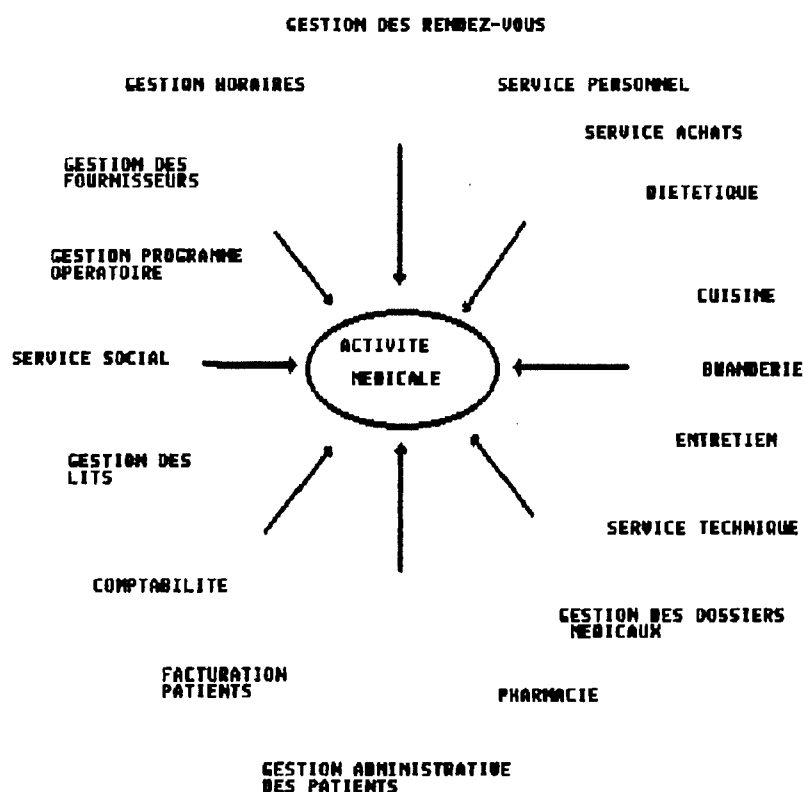 GESTION DES RENDEZ-VOUS
GESTION HORAIRES
SERVICE PERSONNEL
SERVICE ACHATS
GESTION DES
FOURNISSEURS
DIETETIQUE
GESTION PROGRAMME
OPERATOIRE
CUISINE
ACTIVITE
MEDICALE
SERVICE SOCIAL
BUANDERIE
ENTRETIEN
GESTION DES
LITS
SERVICE TECHNIQUE
COMPTABILITE
GESTION DES DOSSIERS
MEDICAUX
FACTURATION
PATIENTS
PHARMACIE
GESTION ADMINISTRATIVE
DES PATIENTS